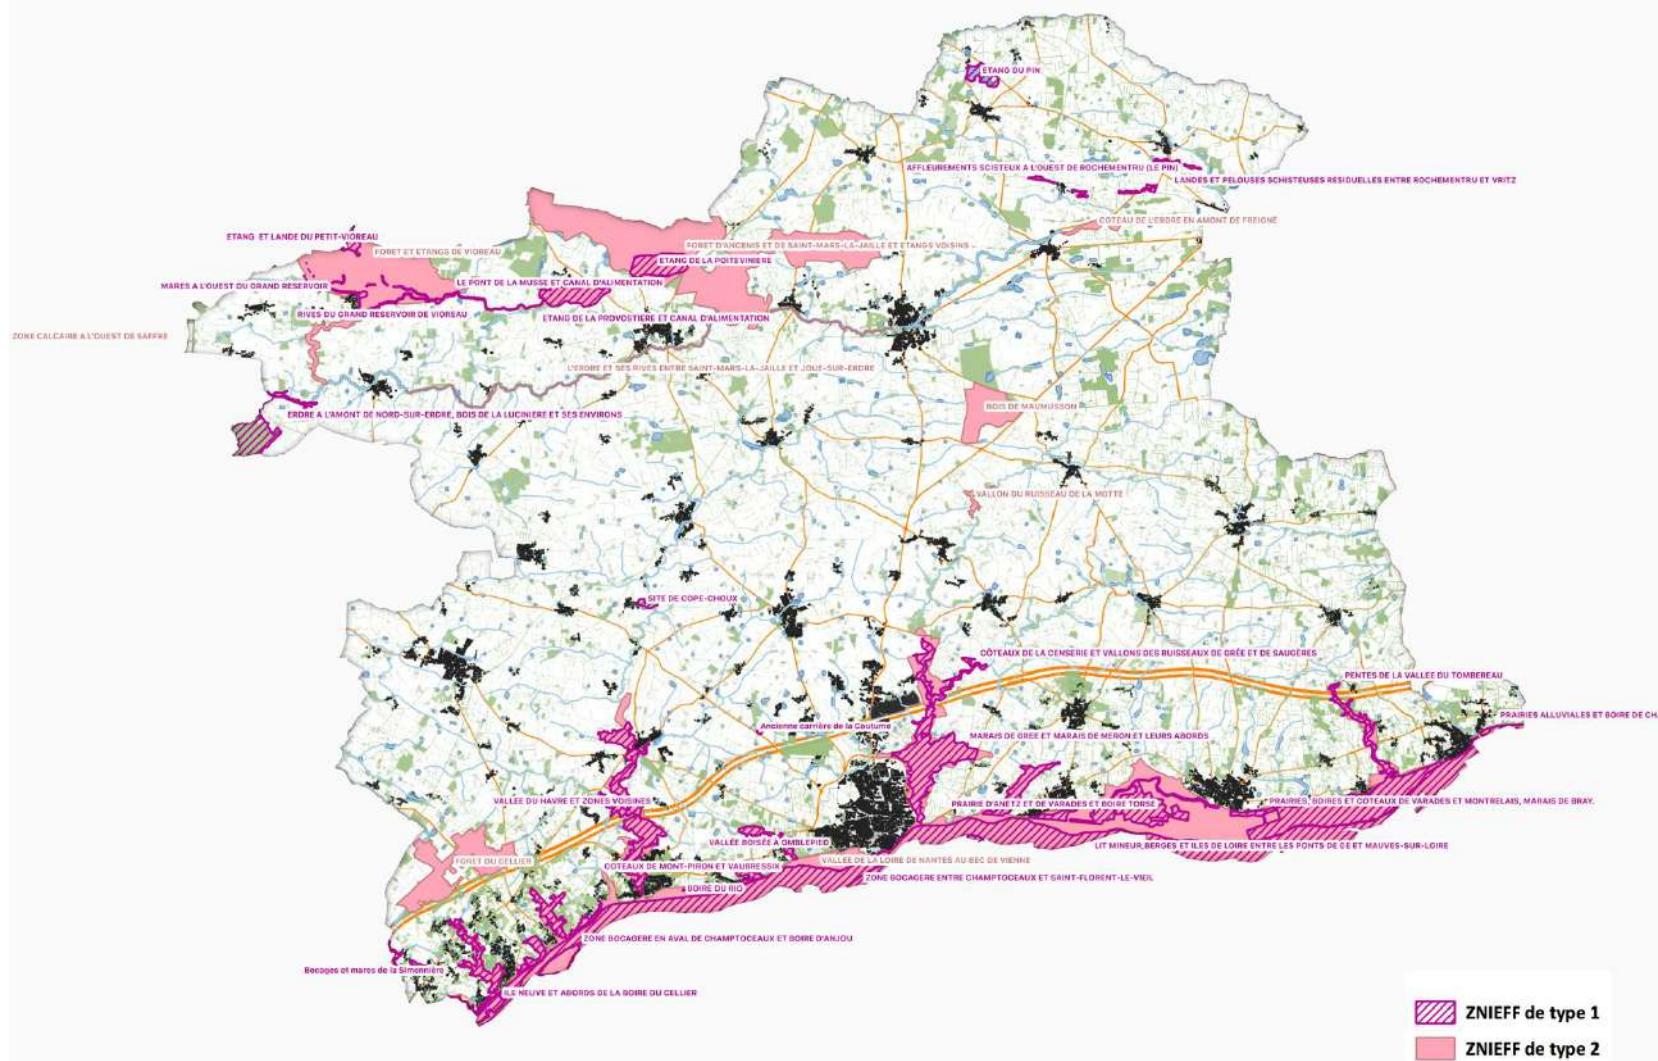 ETANG DU PIN
AFFLEUREMENTS SCISTEUX A L'OUEST DE ROCHEMENTRU (LE PIN)
LANDES ET PELOUSES SCHISTEUSES RESIDUELLES ENTRE ROCHEMENTRU ET VRITZ
COTEAU DE L'ERDRE EN AMONT DE FREIGNE
ETANG ET LANDE DU PETIT-VIOREAU
FORET ET ETANGS DE VIOREAU
FORET D'ANCENIS ET DE SAINT-MARS-LA-JAILLE ET ETANGS VOISINS
ETANG DE LA POITEVINIERE
MARES A L'OUEST DU GRAND RESERVOIR
LE PONT DE LA MUSSE ET CANAL D'ALIMENTATION
RIVES DU GRAND RESERVOIR DE VIOREAU
ETANG DE LA PROVOSTIERE ET CANAL D'ALIMENTATION
ZONE CALCAIRE A L'OUEST DE SAFFRE
L'ERDRE ET SES RIVES ENTRE SAINT-MARS-LA-JAILLE ET JOUE-SUR-ERDRE
BOIS DE MAUMUSSON
ERDRE A L'AMONT DE NORD-SUR-ERDRE, BOIS DE LA LUCINIERE ET SES ENVIRONS
VALLON DU RUISSEAU DE LA MOTTE
SITE DE COPE-CHOUX
CÔTEAUX DE LA CENSERIE ET VALLONS DES RUISSEAUX DE GRÉE ET DE SAUGÈRES
PENTES DE LA VALLEE DU TOMBEREAU
PRAIRIES ALLUVIALES ET BOIRE DE CH
Ancienne carrière de la Coutume
MARAIS DE GREE ET MARAIS DE MERON ET LEURS ABORDS
VALLEE DU HAVRE ET ZONES VOISINES
PRAIRIE D'ANETZ ET DE VARADES ET BOIRE TORSE
PRAIRIES, BOIRES ET COTEAUX DE VARADES ET MONTRELAIS, MARAIS DE BRAY.
VALLÉE BOISÉE A OMBLEPIED
LIT MINEUR, BERGES ET ILES DE LOIRE ENTRE LES PONTS DE CE ET MAUVES-SUR-LOIRE
FORET DU CELLIER
COTEAUX DE MONT-PIRON ET VAUBRESSIX
VALLEE DE LA LOIRE DE NANTES AU BEC DE VIENNE
ZONE BOCAGERE ENTRE CHAMPTOCEAUX ET SAINT-FLORENT-LE-VIEIL
BOIRE DU RIO
ZONE BOCAGERE EN AVAL DE CHAMPTOCEAUX ET BOIRE D'ANJOU
Bocages et mares de la Simonnière
ILE NEUVE ET ABORDS DE LA BOIRE DU CELLIER
ZNIEFF de type 1
ZNIEFF de type 2